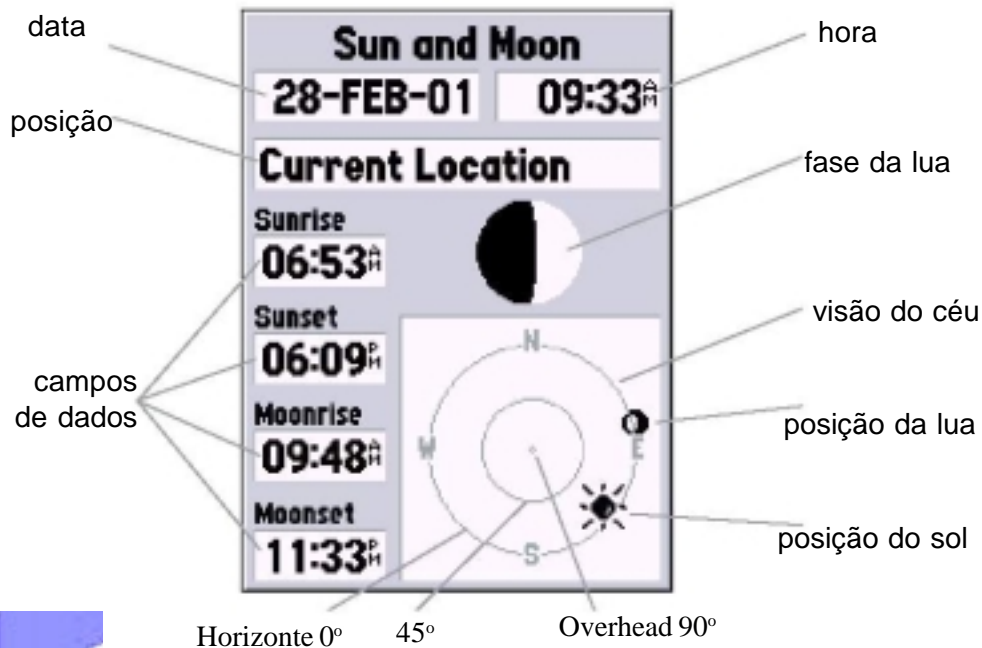 data
Sun and Moon
hora
28-FEB-01 09:33AM
posição
Current Location
fase da lua
Sunrise
06:53AM
Sunset
06:09PM
visão do céu
campos
de dados
Moonrise
09:48AM
Moonset
11:33PM
N
W
E
S
posição da lua
posição do sol
Horizonte 0º
45º
Overhead 90º